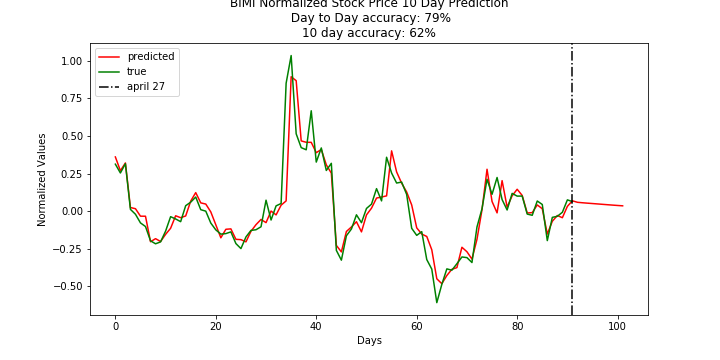 BIMI Normalized Stock Price 10 Day Prediction
Day to Day accuracy: 79%
10 day accuracy: 62%
predicted
true
april 27
1.00
0.75
0.50
0.25
0.00
−0.25
−0.50
Normalized Values
0
20
40
60
80
100
Days